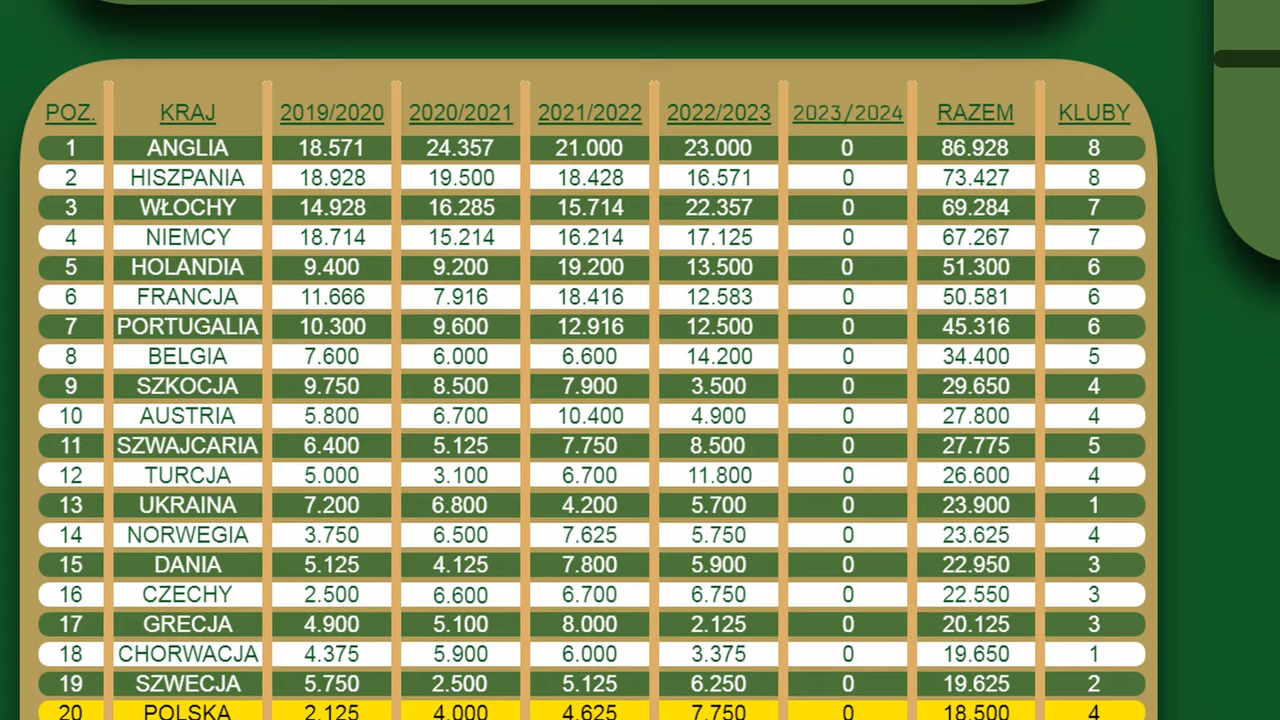 POZ. KRAJ 2019/2020 2020/2021 2021/2022 2022/2023 2023/2024 RAZEM KLUBY
1 ANGLIA 18.571 24.357 21.000 23.000 0 86.928 8
2 HISZPANIA 18.928 19.500 18.428 16.571 0 73.427 8
3 WŁOCHY 14.928 16.285 15.714 22.357 0 69.284 7
4 NIEMCY 18.714 15.214 16.214 17.125 0 67.267 7
5 HOLANDIA 9.400 9.200 19.200 13.500 0 51.300 6
6 FRANCJA 11.666 7.916 18.416 12.583 0 50.581 6
7 PORTUGALIA 10.300 9.600 12.916 12.500 0 45.316 6
8 BELGIA 7.600 6.000 6.600 14.200 0 34.400 5
9 SZKOCJA 9.750 8.500 7.900 3.500 0 29.650 4
10 AUSTRIA 5.800 6.700 10.400 4.900 0 27.800 4
11 SZWAJCARIA 6.400 5.125 7.750 8.500 0 27.775 5
12 TURCJA 5.000 3.100 6.700 11.800 0 26.600 4
13 UKRAINA 7.200 6.800 4.200 5.700 0 23.900 1
14 NORWEGIA 3.750 6.500 7.625 5.750 0 23.625 4
15 DANIA 5.125 4.125 7.800 5.900 0 22.950 3
16 CZECHY 2.500 6.600 6.700 6.750 0 22.550 3
17 GRECJA 4.900 5.100 8.000 2.125 0 20.125 3
18 CHORWACJA 4.375 5.900 6.000 3.375 0 19.650 1
19 SZWECJA 5.750 2.500 5.125 6.250 0 19.625 2
20 POLSKA 2.125 4.000 4.625 7.750 0 18.500 4